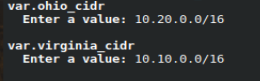 var.ohio_cidr
Enter a value: 10.20.0.0/16
var.virginia_cidr
Enter a value: 10.10.0.0/16